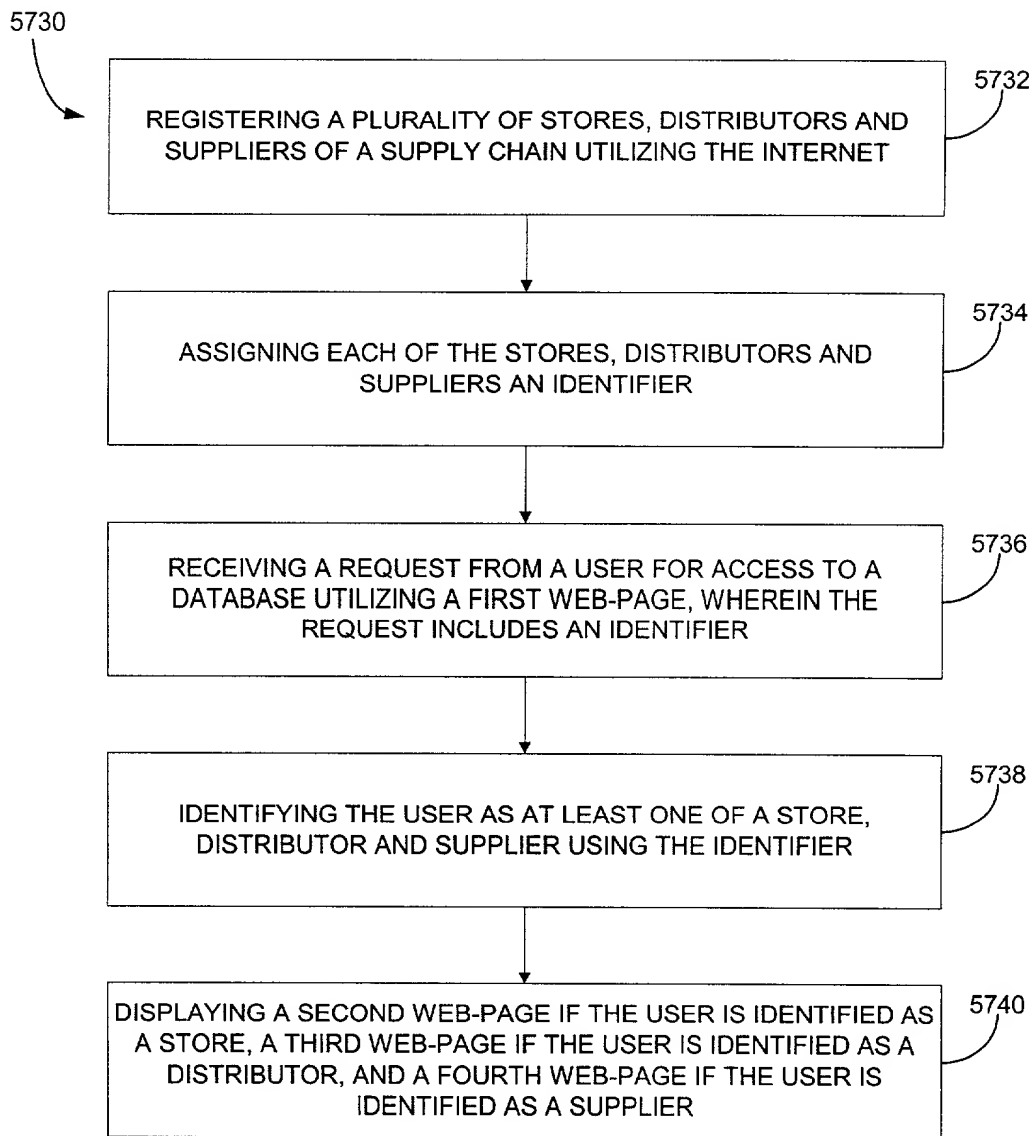 5730
5732
REGISTERING A PLURALITY OF STORES, DISTRIBUTORS AND
SUPPLIERS OF A SUPPLY CHAIN UTILIZING THE INTERNET
5734
ASSIGNING EACH OF THE STORES, DISTRIBUTORS AND
SUPPLIERS AN IDENTIFIER
5736
RECEIVING A REQUEST FROM A USER FOR ACCESS TO A
DATABASE UTILIZING A FIRST WEB-PAGE, WHEREIN THE
REQUEST INCLUDES AN IDENTIFIER
5738
IDENTIFYING THE USER AS AT LEAST ONE OF A STORE,
DISTRIBUTOR AND SUPPLIER USING THE IDENTIFIER
5740
DISPLAYING A SECOND WEB-PAGE IF THE USER IS IDENTIFIED AS
A STORE, A THIRD WEB-PAGE IF THE USER IS IDENTIFIED AS A
DISTRIBUTOR, AND A FOURTH WEB-PAGE IF THE USER IS
IDENTIFIED AS A SUPPLIER